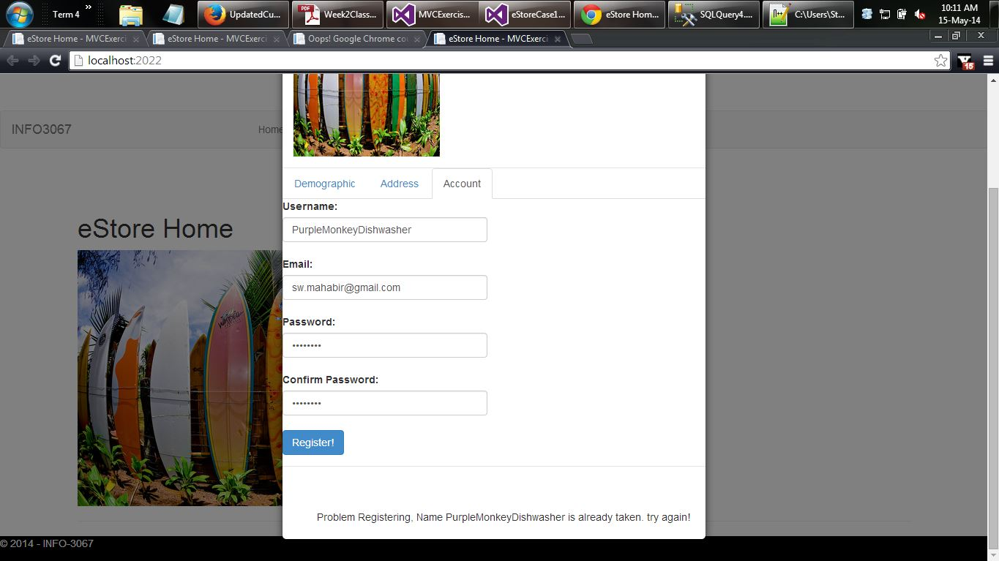 Term 4 »
UpdatedCu...
Week2Class...
MVCExercis...
eStoreCase1...
eStore Hom...
SQLQuery4....
C:\Users\St...
10:11 AM
15-May-14
eStore Home - MVCExerci
eStore Home - MVCExerci
Oops! Google Chrome cou
eStore Home - MVCExerci
localhost:2022
15
INFO3067
Home
Demographic
Address
Account
Username:
PurpleMonkeyDishwasher
eStore Home
Email:
sw.mahabir@gmail.com
Password:
••••••••
Confirm Password:
••••••••
Register!
Problem Registering, Name PurpleMonkeyDishwasher is already taken. try again!
© 2014 - INFO-3067